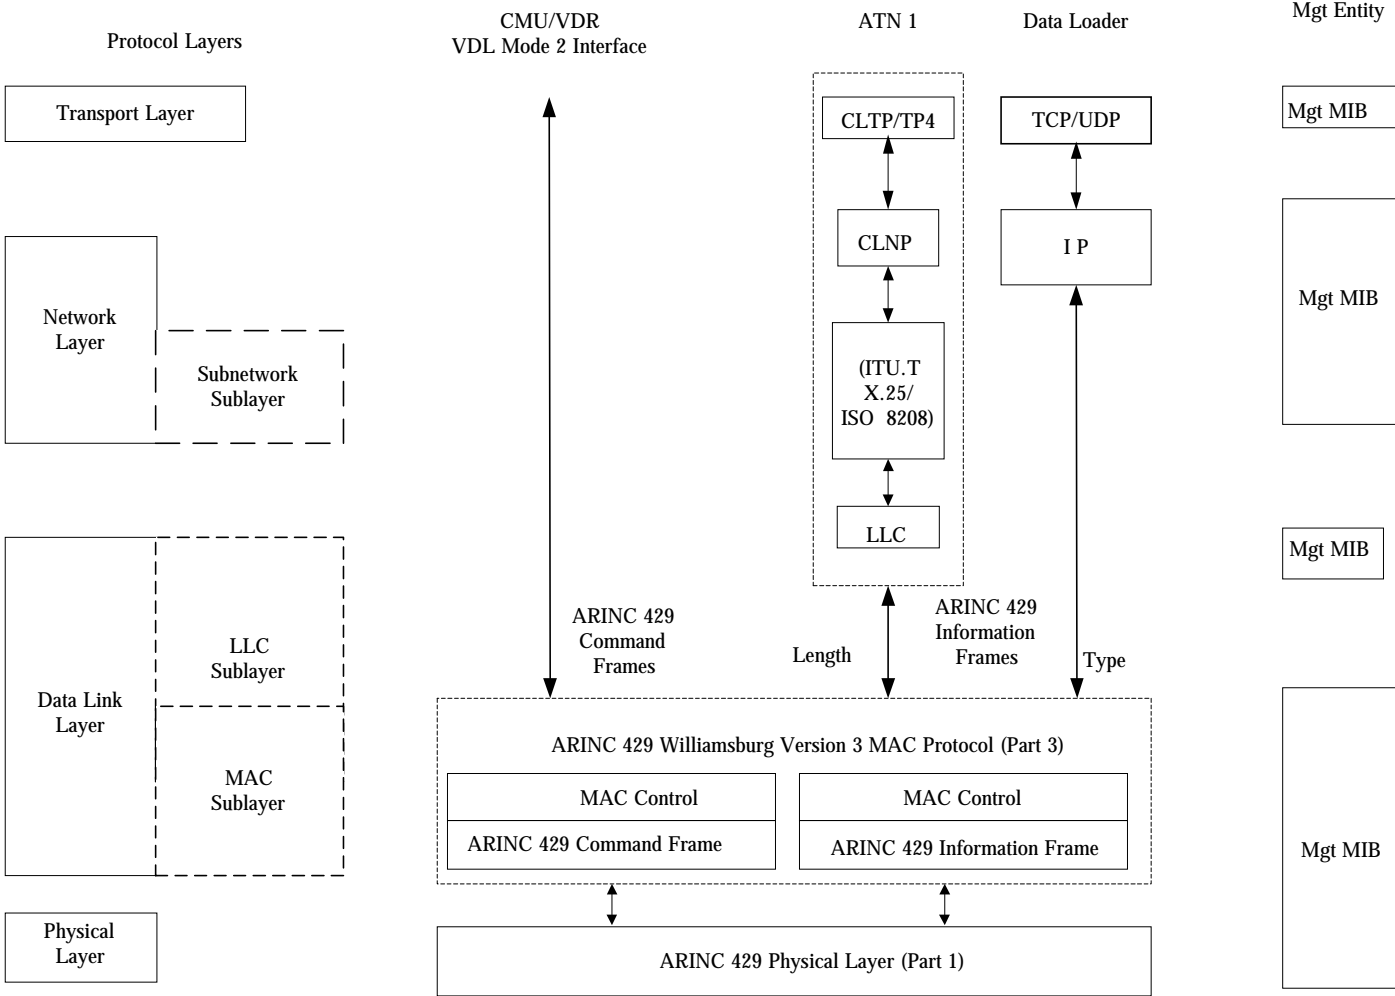 Protocol Layers
CMU/VDR
VDL Mode 2 Interface
ATN 1
Data Loader
Mgt Entity
Transport Layer
CLTP/TP4
TCP/UDP
Mgt MIB
Network
Layer
Subnetwork
Sublayer
CLNP
I P
Mgt MIB
(ITU.T
X.25/
ISO 8208)
LLC
Mgt MIB
Data Link
Layer
LLC
Sublayer
MAC
Sublayer
ARINC 429
Command
Frames
Length
ARINC 429
Information
Frames
Type
ARINC 429 Williamsburg Version 3 MAC Protocol (Part 3)
MAC Control
ARINC 429 Command Frame
MAC Control
ARINC 429 Information Frame
Mgt MIB
Physical
Layer
ARINC 429 Physical Layer (Part 1)